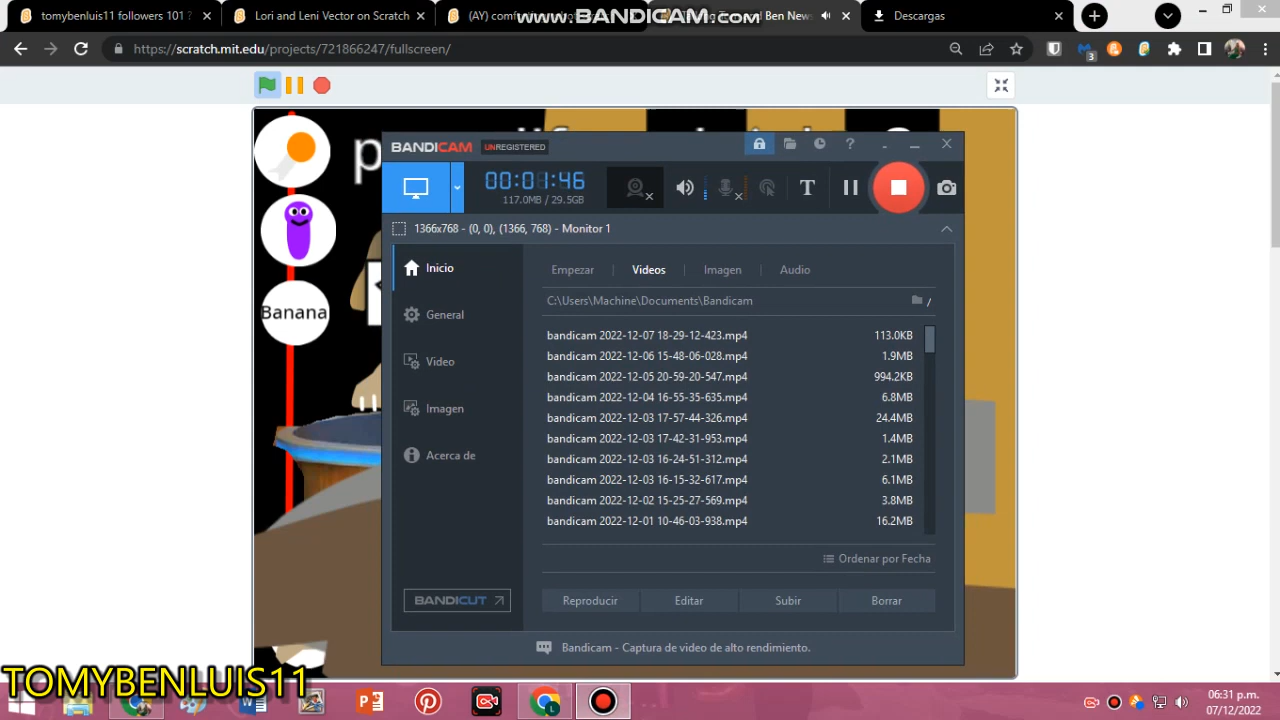 tomybenluis11 followers 101 ?
Lori and Leni Vector on Scratch
(AY) com
www.BANDICAM.com
Ben New
Descargas
https://scratch.mit.edu/projects/721866247/fullscreen/
3
p
Banana
BANDICAM UNREGISTERED
00:01:46
117.0MB / 29.5GB
1366x768 - (0, 0), (1366, 768) - Monitor 1
Inicio
General
Video
Imagen
Acerca de
BANDICUT
Empezar
Videos
Imagen
Audio
C:\Users\Machine\Documents\Bandicam
bandicam 2022-12-07 18-29-12-423.mp4 113.0KB
bandicam 2022-12-06 15-48-06-028.mp4 1.9MB
bandicam 2022-12-05 20-59-20-547.mp4 994.2KB
bandicam 2022-12-04 16-55-35-635.mp4 6.8MB
bandicam 2022-12-03 17-57-44-326.mp4 24.4MB
bandicam 2022-12-03 17-42-31-953.mp4 1.4MB
bandicam 2022-12-03 16-24-51-312.mp4 2.1MB
bandicam 2022-12-03 16-15-32-617.mp4 6.1MB
bandicam 2022-12-02 15-25-27-569.mp4 3.8MB
bandicam 2022-12-01 10-46-03-938.mp4 16.2MB
Ordenar por Fecha
Reproducir
Editar
Subir
Borrar
Bandicam - Captura de video de alto rendimiento.
TOMYBENLUIS11
06:31 p.m.
07/12/2022